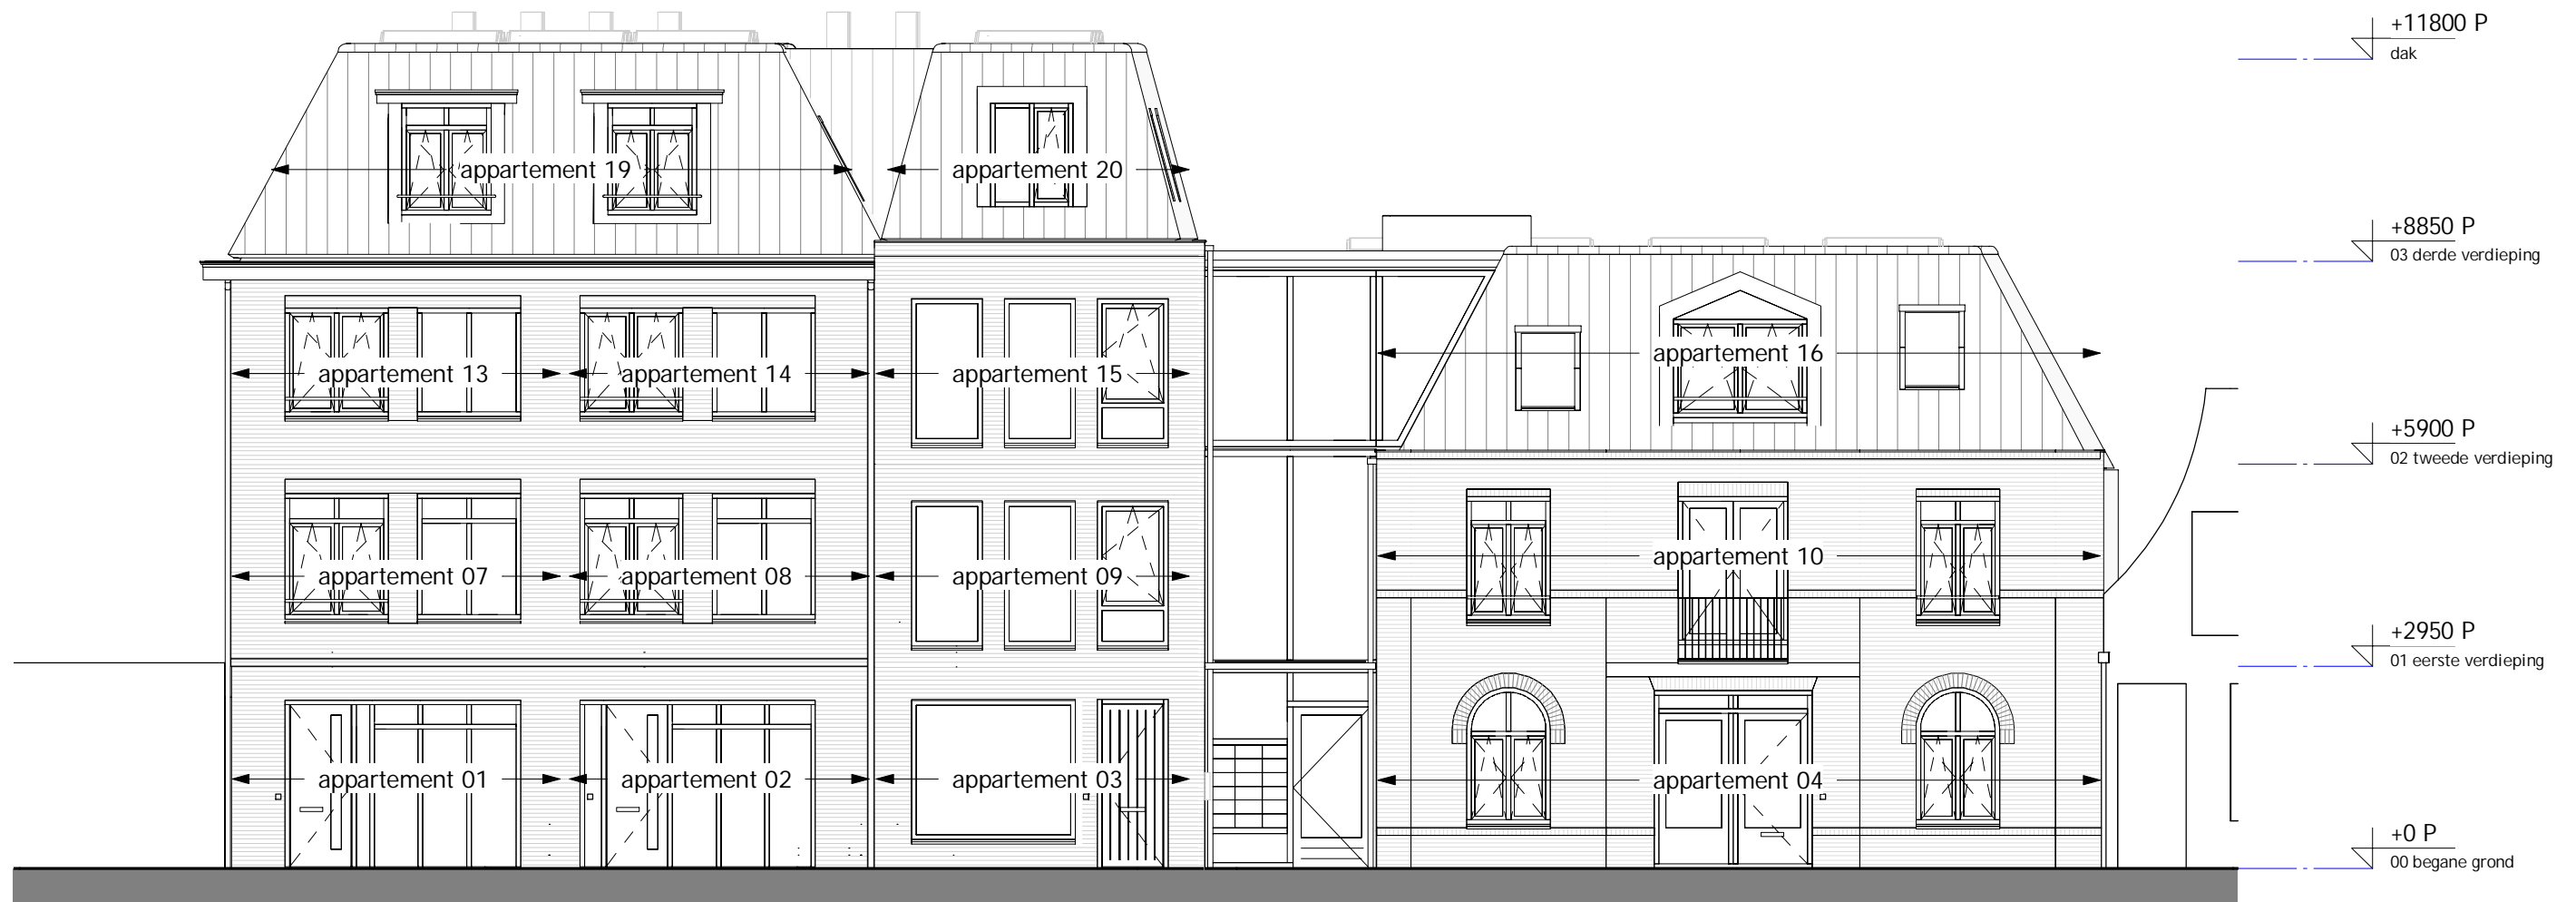 +11800 P
dak
appartement 19
appartement 20
+8850 P
03 derde verdieping
appartement 13
appartement 14
appartement 15
appartement 16
+5900 P
02 tweede verdieping
appartement 07
appartement 08
appartement 09
appartement 10
+2950 P
01 eerste verdieping
appartement 01
appartement 02
appartement 03
appartement 04
+0 P
00 begane grond